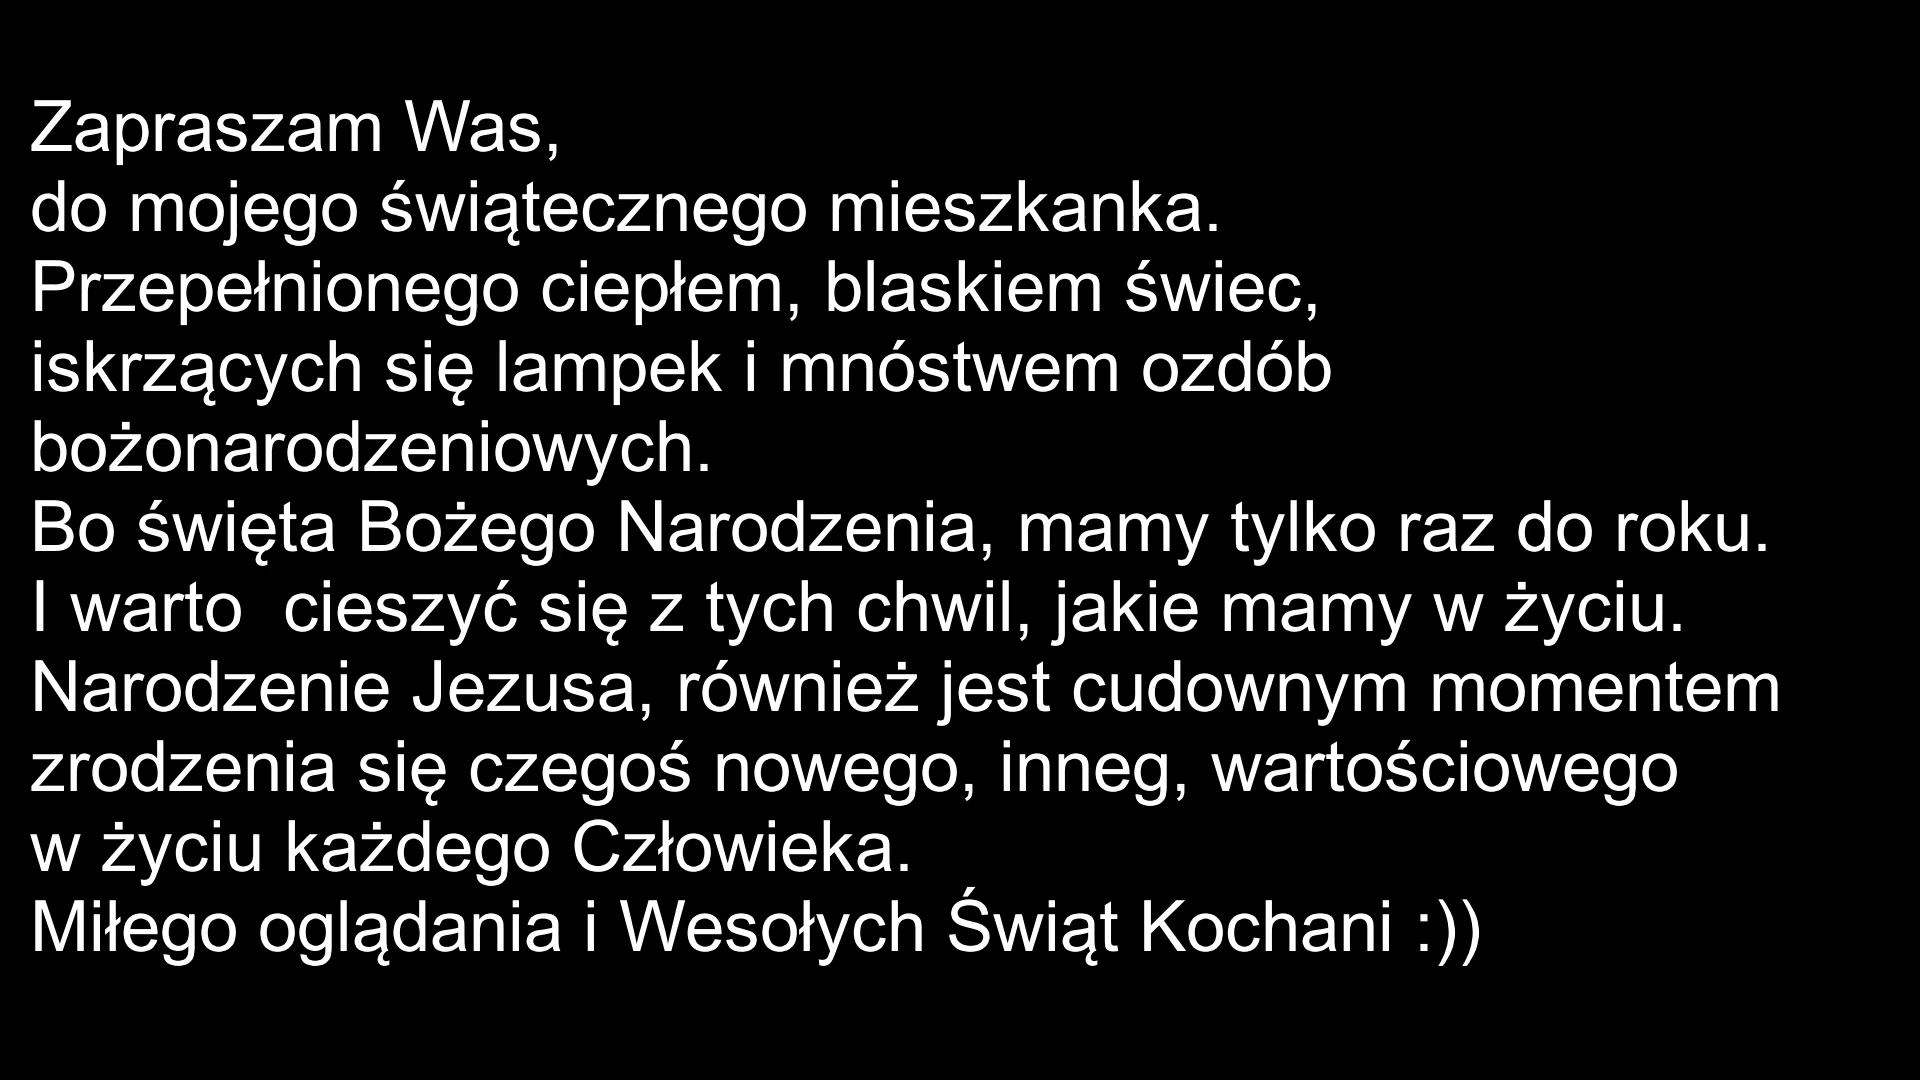 Zapraszam Was,
do mojego świątecznego mieszkanka.
Przepełnionego ciepłem, blaskiem świec,
iskrzących się lampek i mnóstwem ozdób
bożonarodzeniowych.
Bo święta Bożego Narodzenia, mamy tylko raz do roku.
I warto  cieszyć się z tych chwil, jakie mamy w życiu.
Narodzenie Jezusa, również jest cudownym momentem
zrodzenia się czegoś nowego, inneg, wartościowego
w życiu każdego Człowieka.
Miłego oglądania i Wesołych Świąt Kochani :))